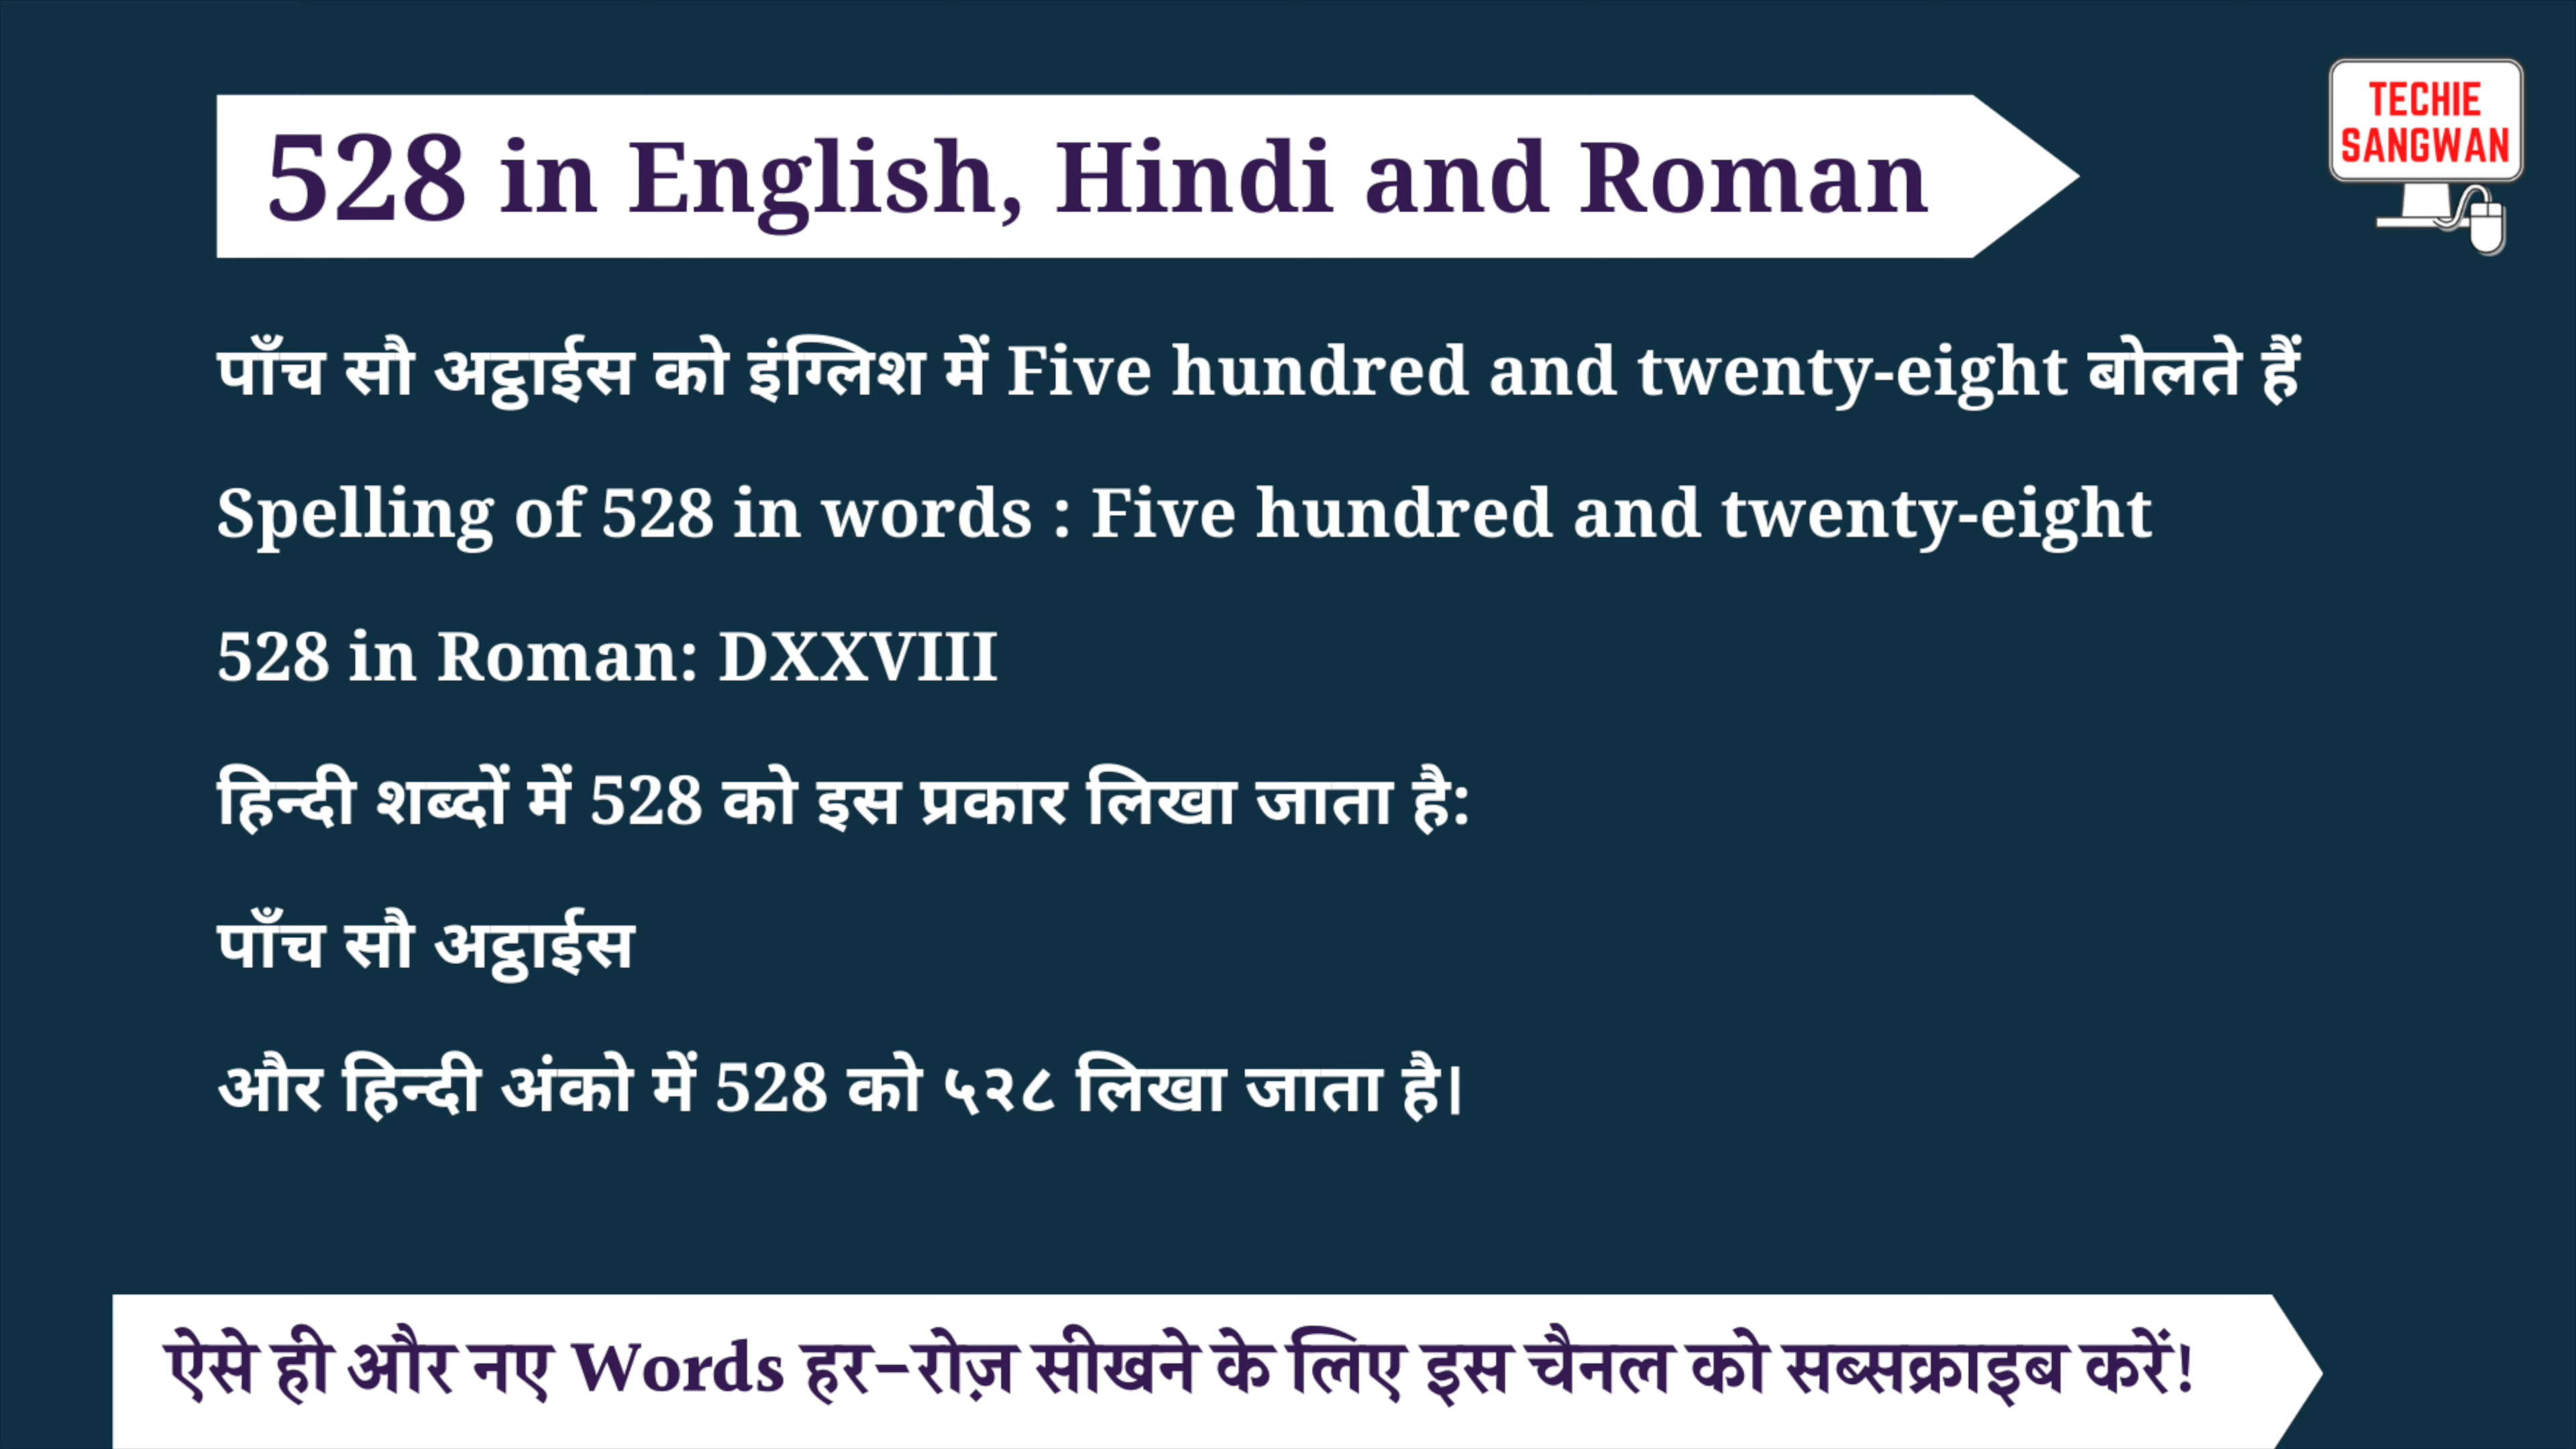 528 in English, Hindi and Roman
TECHIE
SANGWAN
पाँच सौ अट्ठाईस को इंग्लिश में Five hundred and twenty-eight बोलते हैं
Spelling of 528 in words : Five hundred and twenty-eight
528 in Roman: DXXVIII
हिन्दी शब्दों में 528 को इस प्रकार लिखा जाता है:
पाँच सौ अट्ठाईस
और हिन्दी अंको में 528 को ५२८ लिखा जाता है।
ऐसे ही और नए Words हर-रोज़ सीखने के लिए इस चैनल को सब्सक्राइब करें!